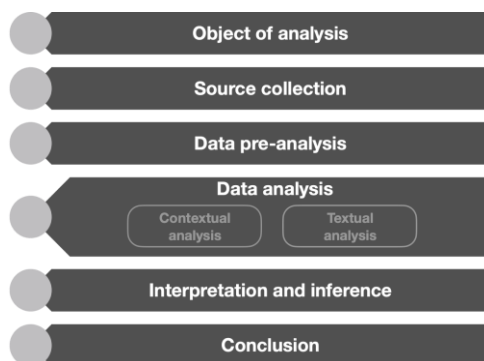 Object of analysis
Source collection
Data pre-analysis
Data analysis
Contextual
analysis
Textual
analysis
Interpretation and inference
Conclusion